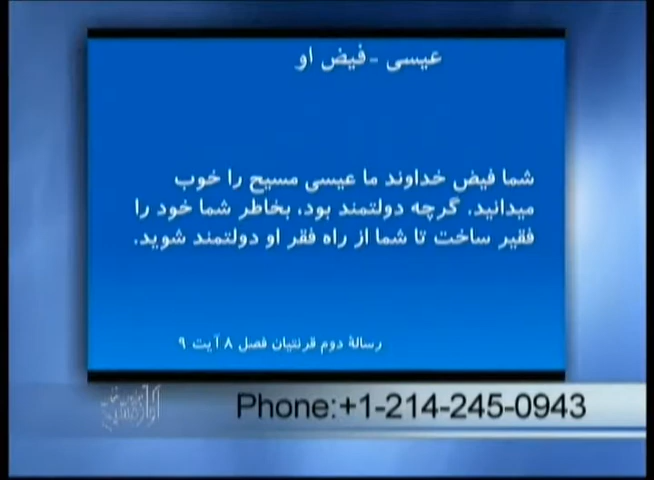 عیسی - فیض او
شما فیض خداوند ما عیسی مسیح را خوب
میدانید. گرچه دولتمند بود، بخاطر شما خود را
فقیر ساخت تا شما از راه فقر او دولتمند شوید.
رسالهٔ دوم قرنتیان فصل ۸ آیت ۹
Phone:+1-214-245-0943